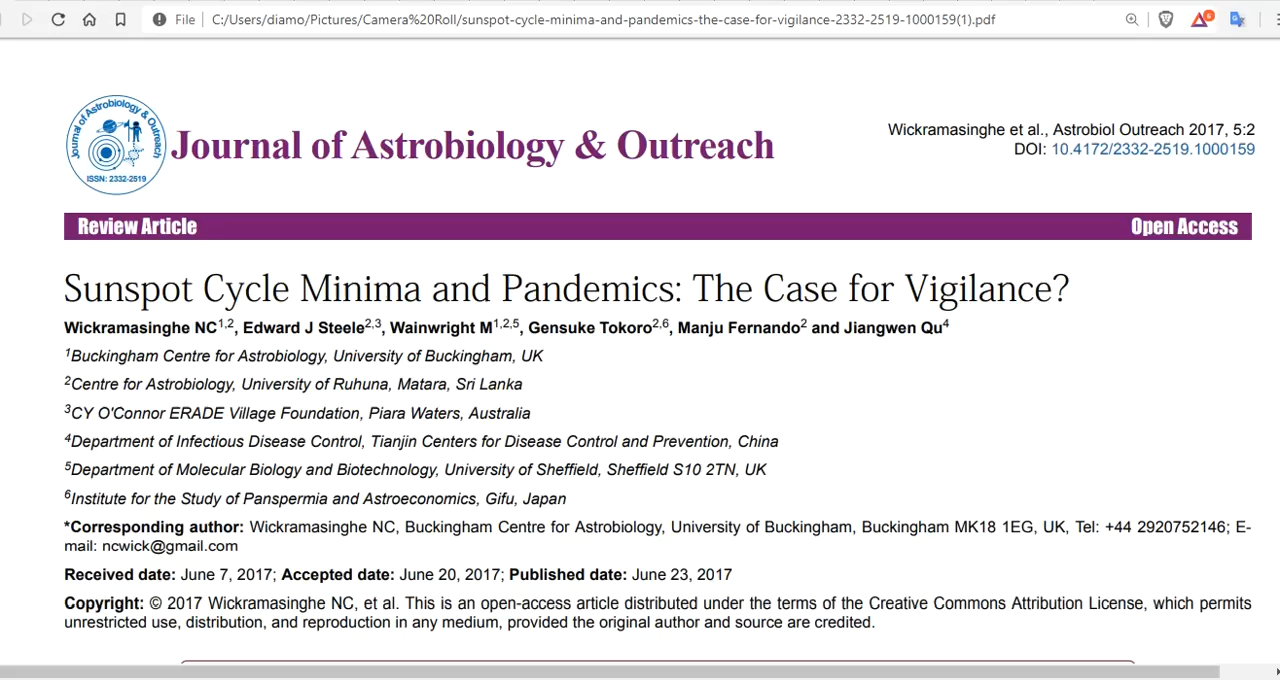 File
C:/Users/diamo/Pictures/Camera%20Roll/sunspot-cycle-minima-and-pandemics-the-case-for-vigilance-2332-2519-1000159(1).pdf
6
Journal of Astrobiology & Outreach
ISSN: 2332-2519
Journal of Astrobiology & Outreach
Wickramasinghe et al., Astrobiol Outreach 2017, 5:2
DOI: 10.4172/2332-2519.1000159
Review Article
Open Access
Sunspot Cycle Minima and Pandemics: The Case for Vigilance?
Wickramasinghe NC1,2, Edward J Steele2,3, Wainwright M1,2,5, Gensuke Tokoro2,6, Manju Fernando2 and Jiangwen Qu4
1Buckingham Centre for Astrobiology, University of Buckingham, UK
2Centre for Astrobiology, University of Ruhuna, Matara, Sri Lanka
3CY O'Connor ERADE Village Foundation, Piara Waters, Australia
4Department of Infectious Disease Control, Tianjin Centers for Disease Control and Prevention, China
5Department of Molecular Biology and Biotechnology, University of Sheffield, Sheffield S10 2TN, UK
6Institute for the Study of Panspermia and Astroeconomics, Gifu, Japan
*Corresponding author: Wickramasinghe NC, Buckingham Centre for Astrobiology, University of Buckingham, Buckingham MK18 1EG, UK, Tel: +44 2920752146; E-
mail: ncwick@gmail.com
Received date: June 7, 2017; Accepted date: June 20, 2017; Published date: June 23, 2017
Copyright: © 2017 Wickramasinghe NC, et al. This is an open-access article distributed under the terms of the Creative Commons Attribution License, which permits
unrestricted use, distribution, and reproduction in any medium, provided the original author and source are credited.